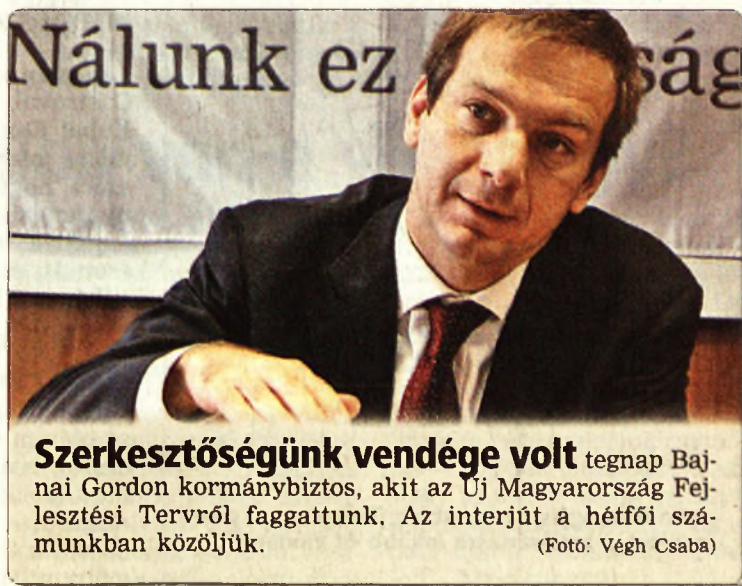 Nálunk ez ság
Szerkesztőségünk vendége volt tegnap Baj-
nai Gordon kormánybiztos, akit az Új Magyarország Fej-
lesztési Tervről faggattunk. Az interjút a hétfői szá-
munkban közöljük. (Fotó: Végh Csaba)